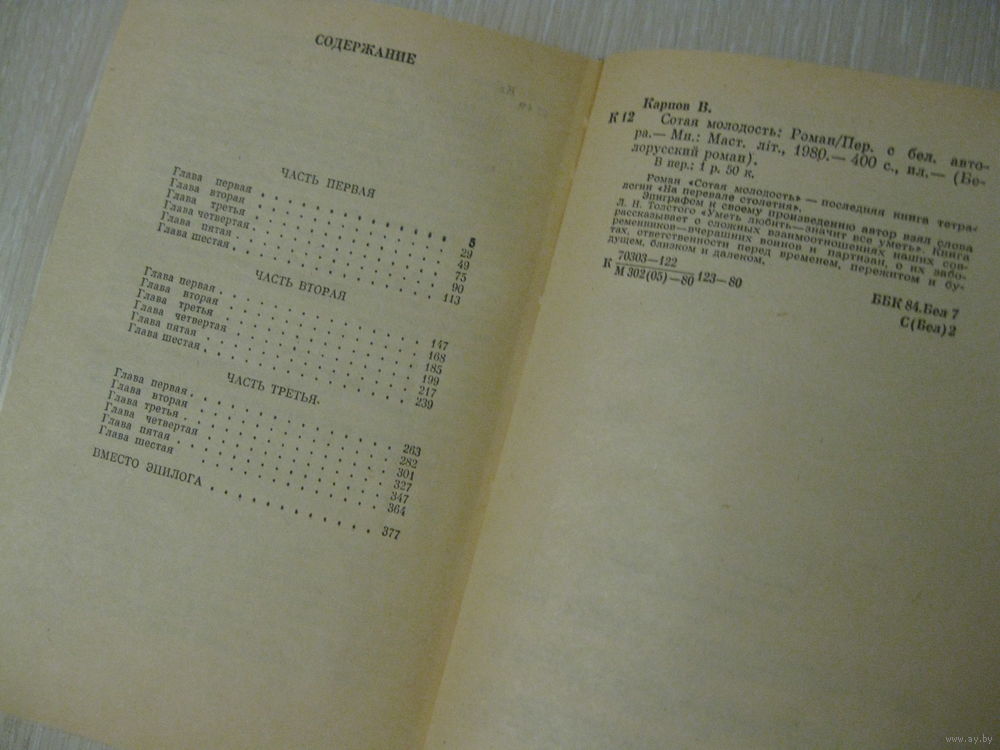 СОДЕРЖАНИЕ
ЧАСТЬ ПЕРВАЯ
Глава первая . . . . . . . . . . . . 5
Глава вторая . . . . . . . . . . . . 29
Глава третья . . . . . . . . . . . . 49
Глава четвертая . . . . . . . . . . . . 75
Глава пятая . . . . . . . . . . . . 90
Глава шестая . . . . . . . . . . . . 113
ЧАСТЬ ВТОРАЯ
Глава первая . . . . . . . . . . . . 147
Глава вторая . . . . . . . . . . . . 168
Глава третья . . . . . . . . . . . . 185
Глава четвертая . . . . . . . . . . . . 199
Глава пятая . . . . . . . . . . . . 217
Глава шестая . . . . . . . . . . . . 239
ЧАСТЬ ТРЕТЬЯ
Глава первая . . . . . . . . . . . . 263
Глава вторая . . . . . . . . . . . . 282
Глава третья . . . . . . . . . . . . 301
Глава четвертая . . . . . . . . . . . . 327
Глава пятая . . . . . . . . . . . . 347
Глава шестая . . . . . . . . . . . . 364
ВМЕСТО ЭПИЛОГА . . . . . . . . . . . . 377
Карпов В.
К 12 Сотая молодость: Роман/Пер. с бел. авто-
ра.— Мн.: Маст. літ., 1980.— 400 с., ил.— (Бе-
лорусский роман).
В пер.: 1 р. 50 к.
Роман «Сотая молодость» — последняя книга тетра-
логии «На перевале столетия».
Эпиграфом к своему произведению автор взял слова
Л. Н. Толстого «Уметь любить — значит все уметь». Книга
рассказывает о сложных взаимоотношениях наших сов-
ременников — вчерашних воинов и партизан, о их забо-
тах, ответственности перед временем, пережитом и бу-
дущем, близком и далеком.
К 70303—122
М 302(05)—80 123—80
ББК 84.Бел 7
С(Бел)2
www.ay.by